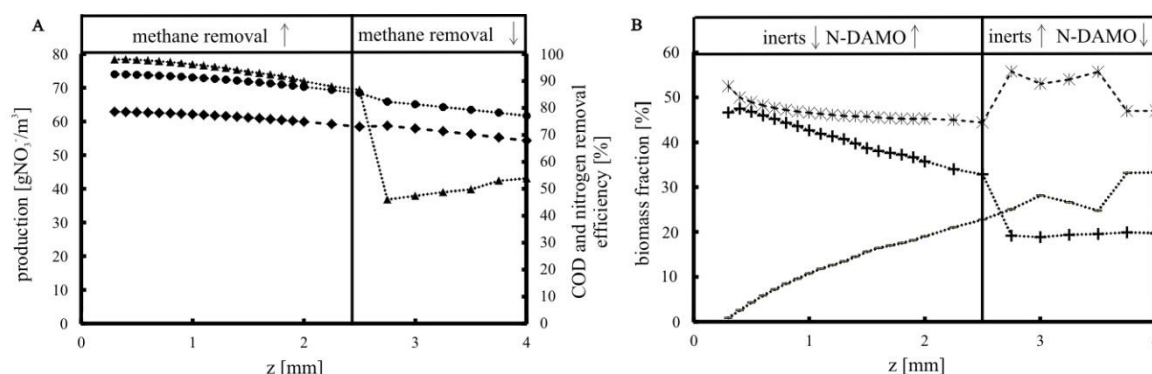 A
methane removal ↑
methane removal ↓
production [gNO₃⁻/m³]
80
70
60
50
40
30
20
10
0
100
90
80
70
60
50
40
30
20
10
0
COD and nitrogen removal
efficiency [%]
0 1 2 3 4
z [mm]
B
inerts ↓ N-DAMO ↑
inerts ↑ N-DAMO ↓
biomass fraction [%]
60
50
40
30
20
10
0
0 1 2 3 4
z [mm]